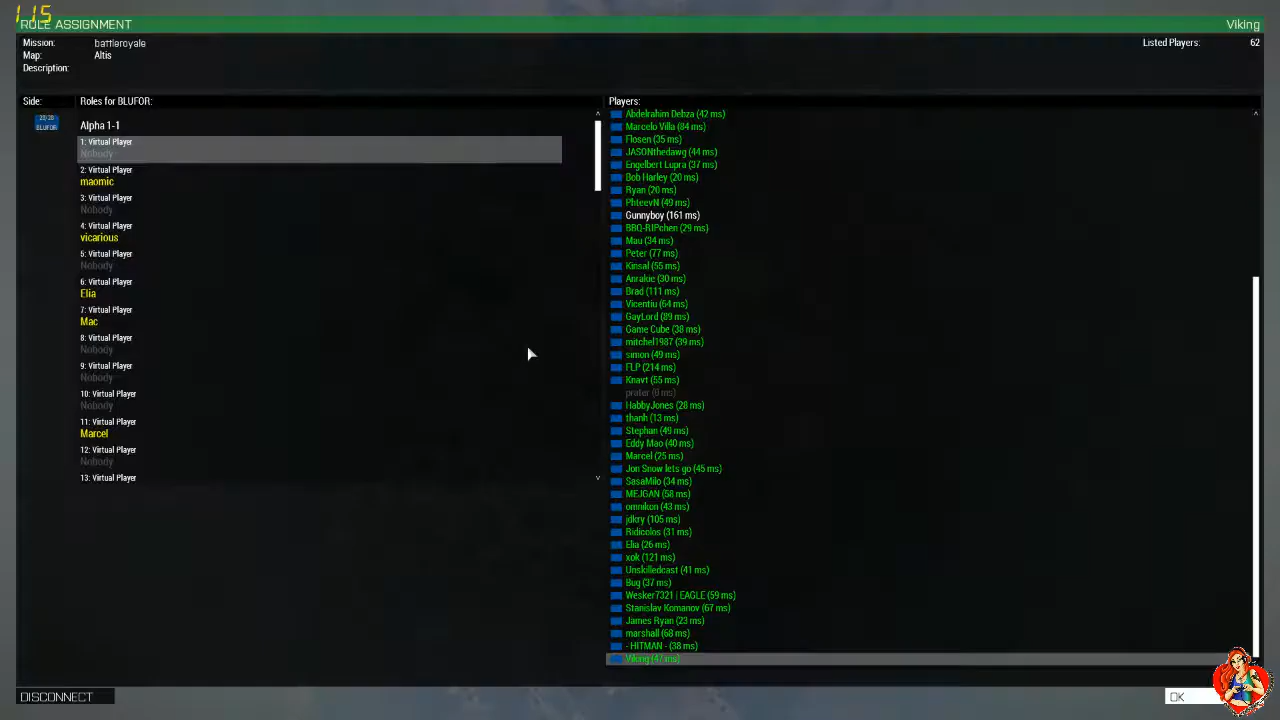 115
ROLE ASSIGNMENT
Viking
Mission: battleroyale
Listed Players: 62
Map: Altis
Description:
Side:
Roles for BLUFOR:
Players:
BLUFOR
Alpha 1-1
1: Virtual Player
Nobody
2: Virtual Player
maomic
3: Virtual Player
Nobody
4: Virtual Player
vicarious
5: Virtual Player
Nobody
6: Virtual Player
Elia
7: Virtual Player
Mac
8: Virtual Player
Nobody
9: Virtual Player
Nobody
10: Virtual Player
Nobody
11: Virtual Player
Marcel
12: Virtual Player
Nobody
13: Virtual Player
Abdelrahim Debza (42 ms)
Marcelo Villa (84 ms)
Flosen (35 ms)
JASONthedawg (44 ms)
Engelbert Lupra (37 ms)
Bob Harley (20 ms)
Ryan (20 ms)
PhteevN (49 ms)
Gunnyboy (161 ms)
BBQ-RIPchen (29 ms)
Mau (34 ms)
Peter (77 ms)
Kinsal (55 ms)
Anrakie (30 ms)
Brad (111 ms)
Vicentiu (64 ms)
GayLord (89 ms)
Game Cube (38 ms)
mitchel1987 (39 ms)
simon (49 ms)
FLP (214 ms)
Knavt (55 ms)
prater (6 ms)
HabbyJones (28 ms)
thanh (13 ms)
Stephan (49 ms)
Eddy Mao (40 ms)
Marcel (25 ms)
Jon Snow lets go (45 ms)
SasaMilo (34 ms)
MEJGAN (58 ms)
omnikon (43 ms)
jdkry (105 ms)
Ridicolos (31 ms)
Elia (26 ms)
xok (121 ms)
Unskilledcast (41 ms)
Bug (37 ms)
Wesker7321 | EAGLE (59 ms)
Stanislav Komanov (67 ms)
James Ryan (23 ms)
marshall (68 ms)
- HITMAN - (38 ms)
Viking (47 ms)
DISCONNECT
OK